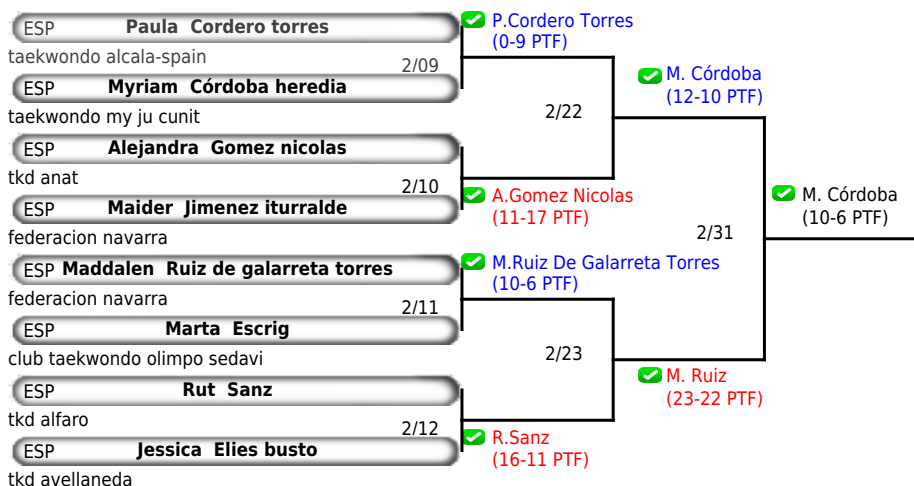 ESP Paula Cordero torres
P.Cordero Torres
(0-9 PTF)
taekwondo alcala-spain
2/09
M. Córdoba
(12-10 PTF)
ESP Myriam Córdoba heredia
2/22
taekwondo my ju cunit
ESP Alejandra Gomez nicolas
tkd anat
2/10
A.Gomez Nicolas
(11-17 PTF)
M. Córdoba
(10-6 PTF)
ESP Maider Jimenez iturralde
2/31
federacion navarra
ESP Maddalen Ruiz de galarreta torres
M.Ruiz De Galarreta Torres
(10-6 PTF)
federacion navarra
2/11
ESP Marta Escrig
2/23
club taekwondo olimpo sedavi
M. Ruiz
(23-22 PTF)
ESP Rut Sanz
tkd alfaro
2/12
R.Sanz
(16-11 PTF)
ESP Jessica Elies busto
tkd avellaneda